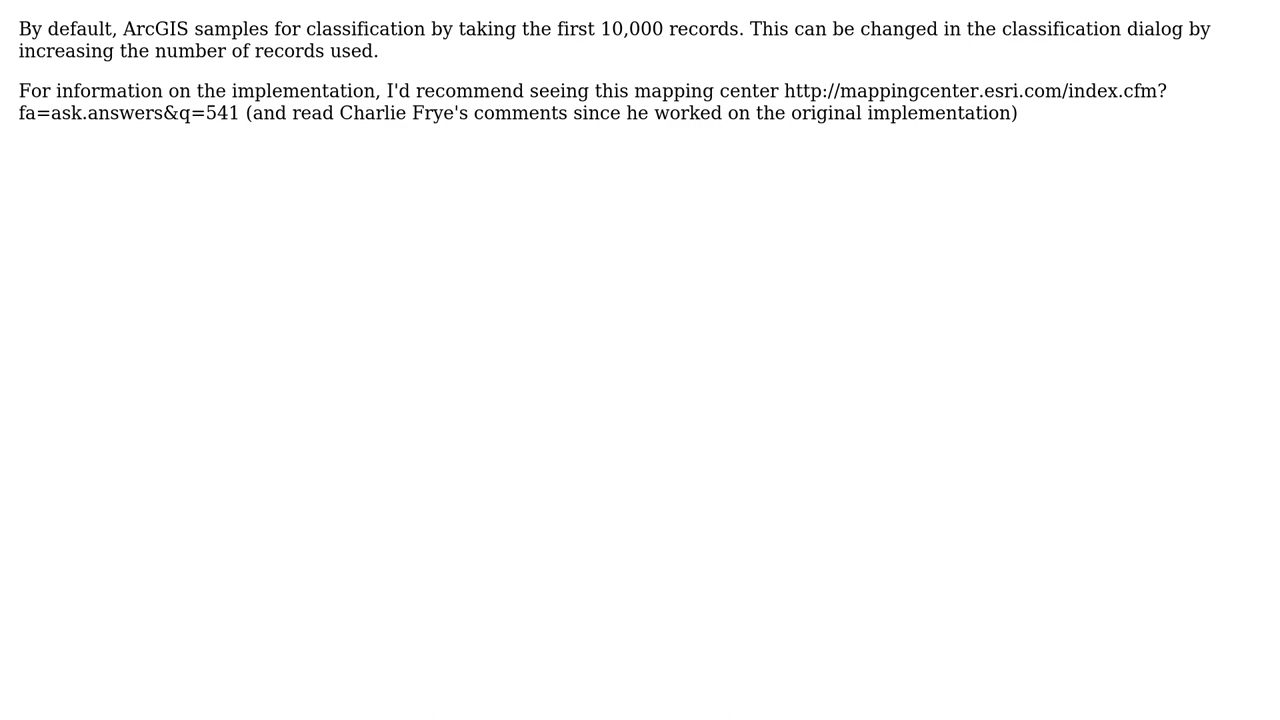 By default, ArcGIS samples for classification by taking the first 10,000 records. This can be changed in the classification dialog by
increasing the number of records used.
For information on the implementation, I'd recommend seeing this mapping center http://mappingcenter.esri.com/index.cfm?
fa=ask.answers&q=541 (and read Charlie Frye's comments since he worked on the original implementation)